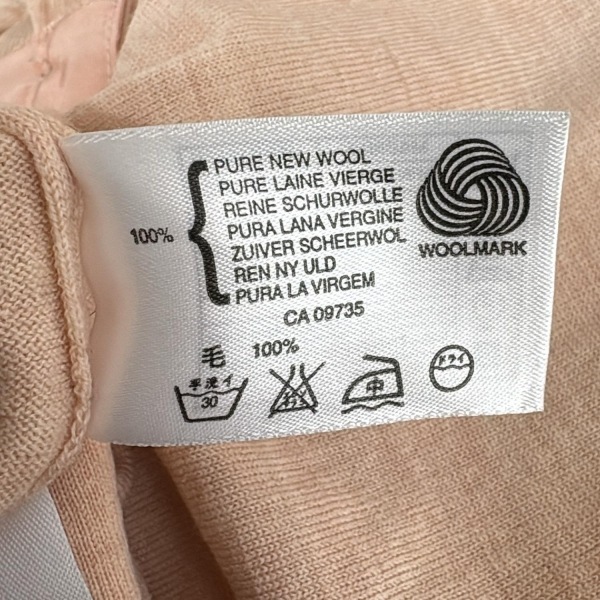 PURE NEW WOOL
PURE LAINE VIERGE
REINE SCHURWOLLE
100% PURA LANA VERGINE
ZUIVER SCHEERWOL
REN NY ULD
PURA LA VIRGEM
WOOLMARK
CA 09735
毛 100%
手洗イ
30
中
ドライ